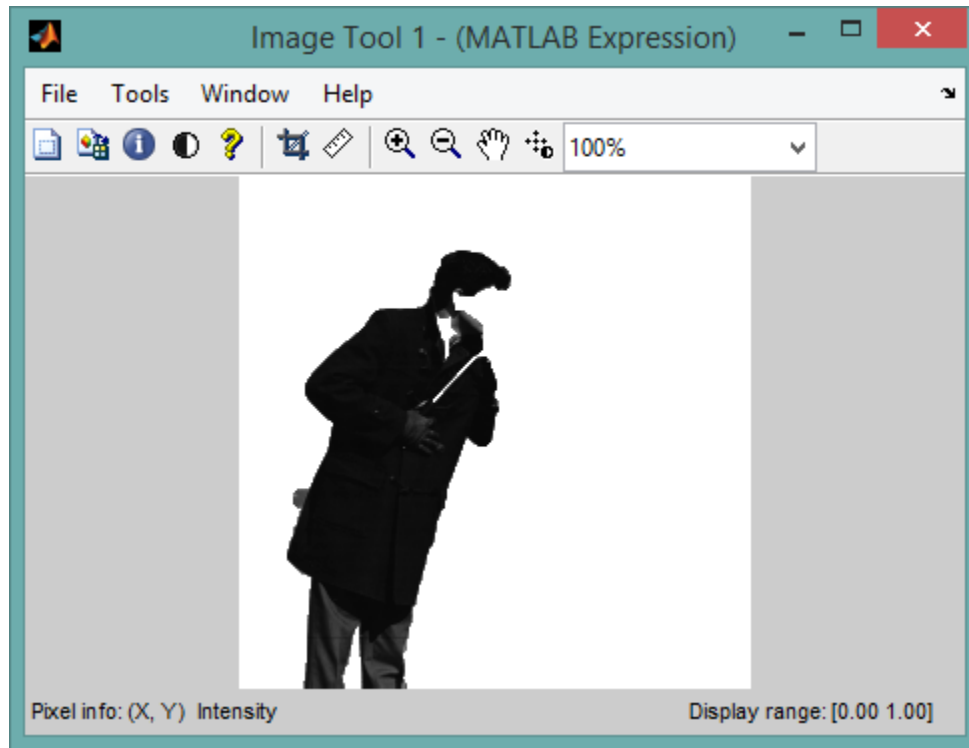 Image Tool 1 - (MATLAB Expression)
File Tools Window Help
100%
Pixel info: (X, Y) Intensity
Display range: [0.00 1.00]